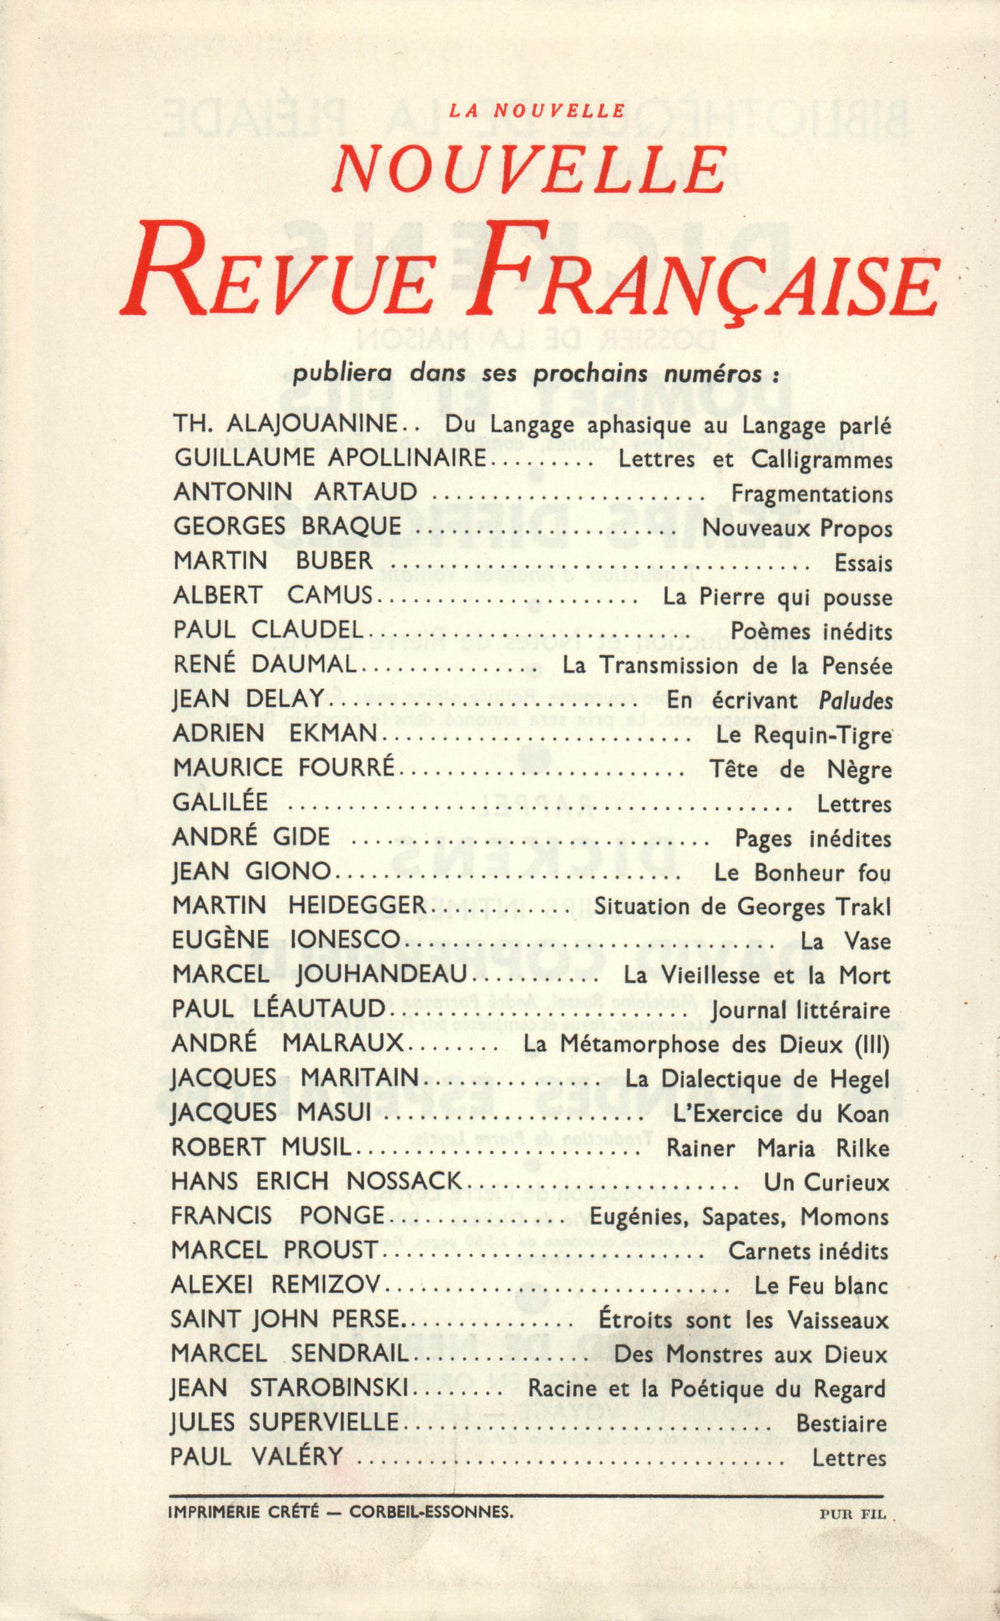 LA NOUVELLE
NOUVELLE
REVUE FRANÇAISE
publiera dans ses prochains numéros :
TH. ALAJOUANINE.. Du Langage aphasique au Langage parlé
GUILLAUME APOLLINAIRE......... Lettres et Calligrammes
ANTONIN ARTAUD ....................... Fragmentations
GEORGES BRAQUE ...................... Nouveaux Propos
MARTIN BUBER ................................... Essais
ALBERT CAMUS...................... La Pierre qui pousse
PAUL CLAUDEL........................... Poèmes inédits
RENÉ DAUMAL............... La Transmission de la Pensée
JEAN DELAY.......................... En écrivant Paludes
ADRIEN EKMAN.......................... Le Requin-Tigre
MAURICE FOURRÉ........................ Tête de Nègre
GALILÉE .......................................... Lettres
ANDRÉ GIDE .............................. Pages inédites
JEAN GIONO............................. Le Bonheur fou
MARTIN HEIDEGGER............ Situation de Georges Trakl
EUGÈNE IONESCO............................... La Vase
MARCEL JOUHANDEAU........... La Vieillesse et la Mort
PAUL LÉAUTAUD......................... Journal littéraire
ANDRÉ MALRAUX........ La Métamorphose des Dieux (III)
JACQUES MARITAIN............... La Dialectique de Hegel
JACQUES MASUI ...................... L'Exercice du Koan
ROBERT MUSIL........................ Rainer Maria Rilke
HANS ERICH NOSSACK....................... Un Curieux
FRANCIS PONGE............... Eugénies, Sapates, Momons
MARCEL PROUST........................... Carnets inédits
ALEXEI REMIZOV............................. Le Feu blanc
SAINT JOHN PERSE............... Étroits sont les Vaisseaux
MARCEL SENDRAIL............... Des Monstres aux Dieux
JEAN STAROBINSKI........ Racine et la Poétique du Regard
JULES SUPERVIELLE............................... Bestiaire
PAUL VALÉRY .................................... Lettres
IMPRIMERIE CRÉTÉ — CORBEIL-ESSONNES. PUR FIL